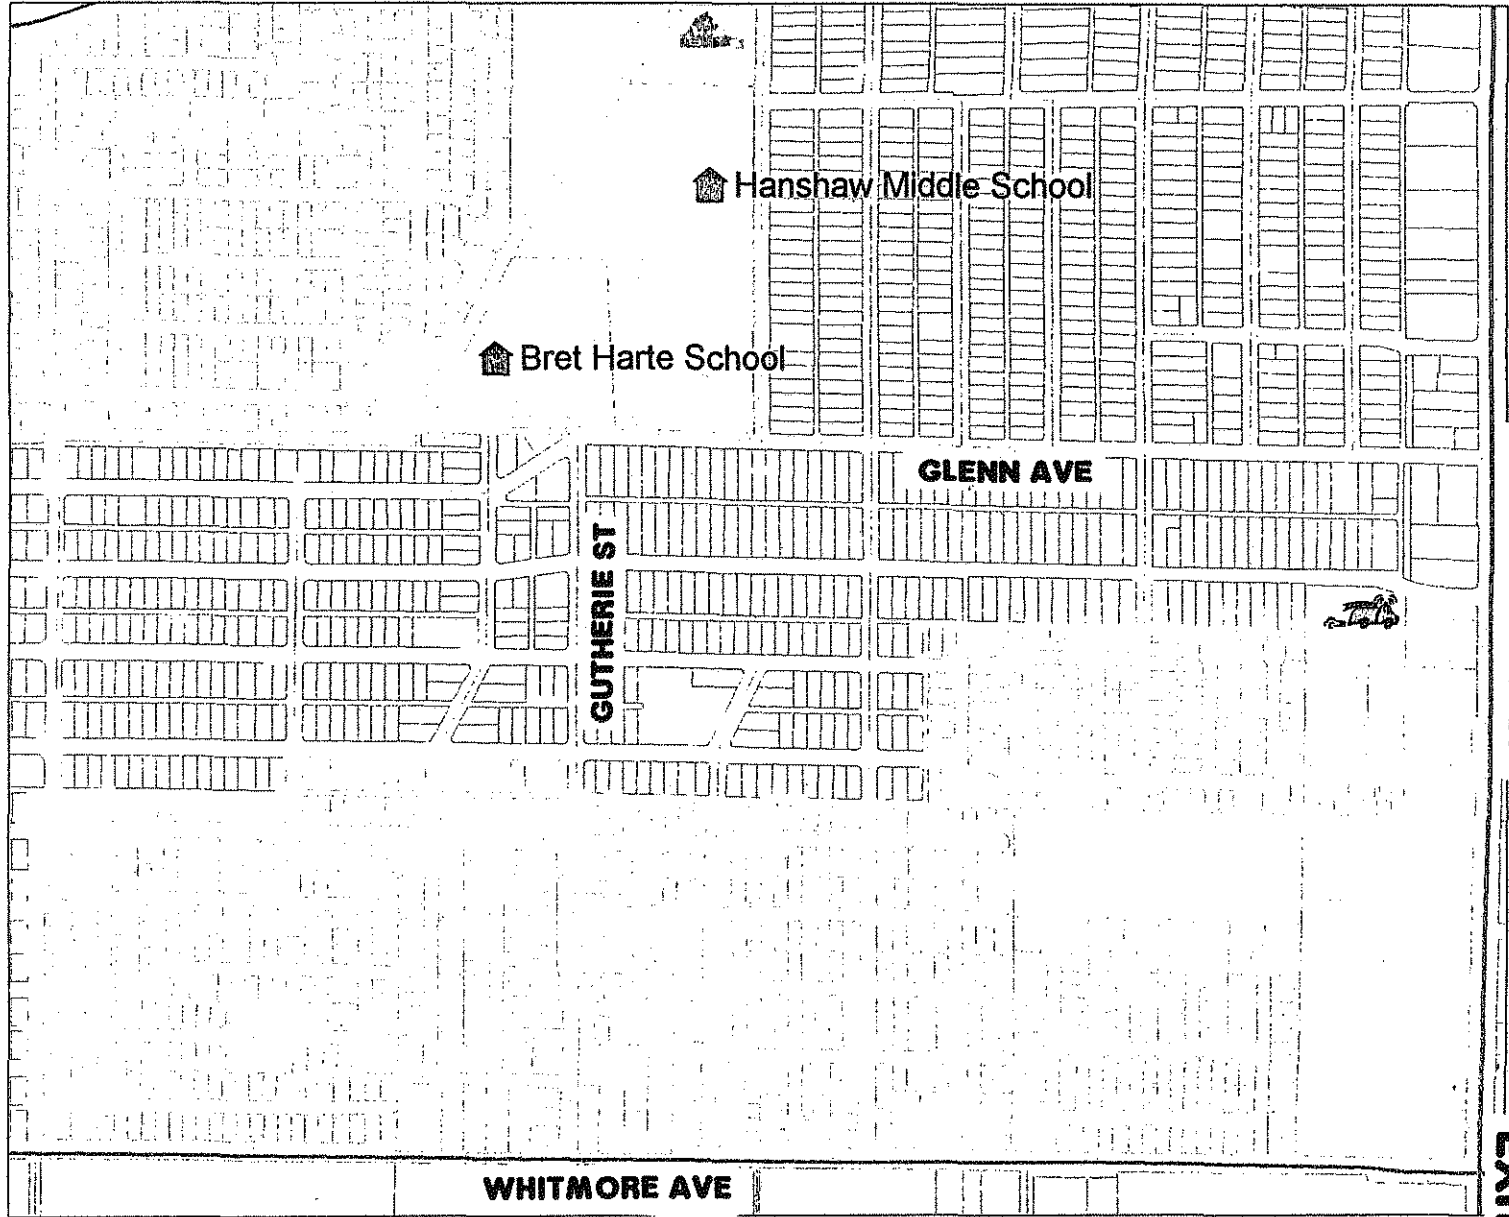 Hanshaw Middle School
Bret Harte School
GLENN AVE
GUTHERIE ST
WHITMORE AVE